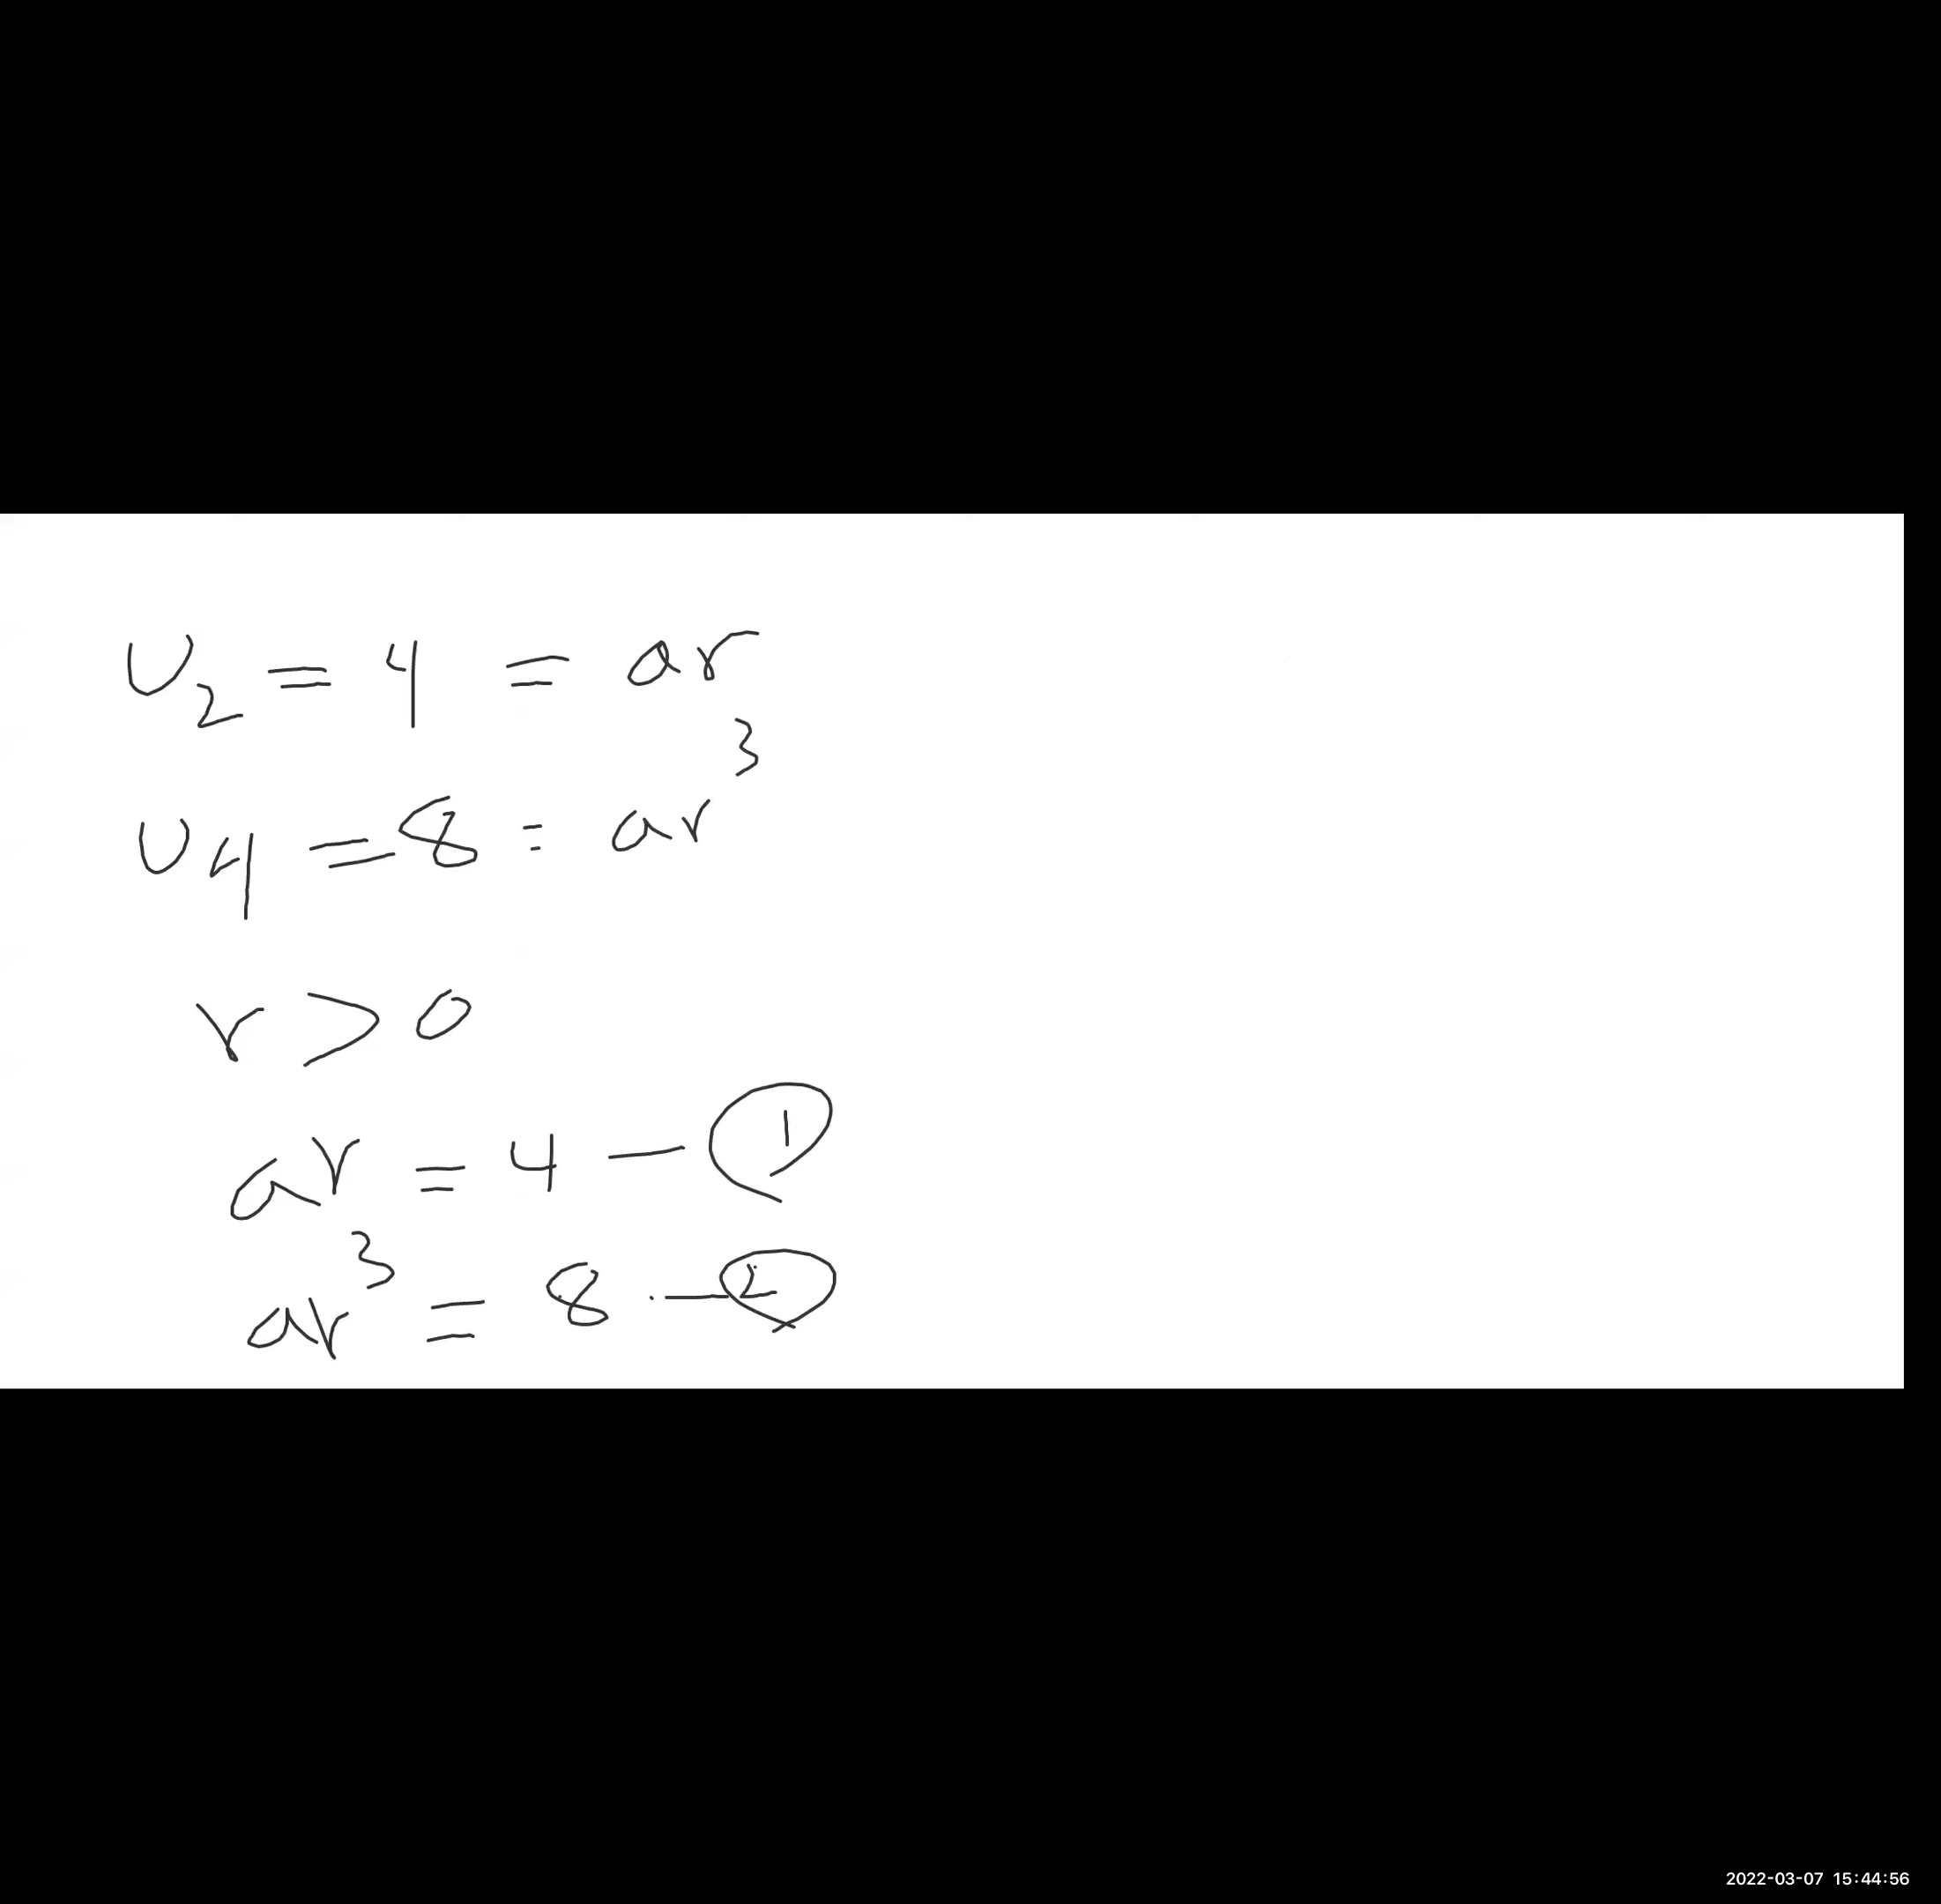 U₂ = 4 = ar
U₄ = 8 = ar³
r > 0
ar = 4 — ①
ar³ = 8 — ②
2022-03-07 15:44:56